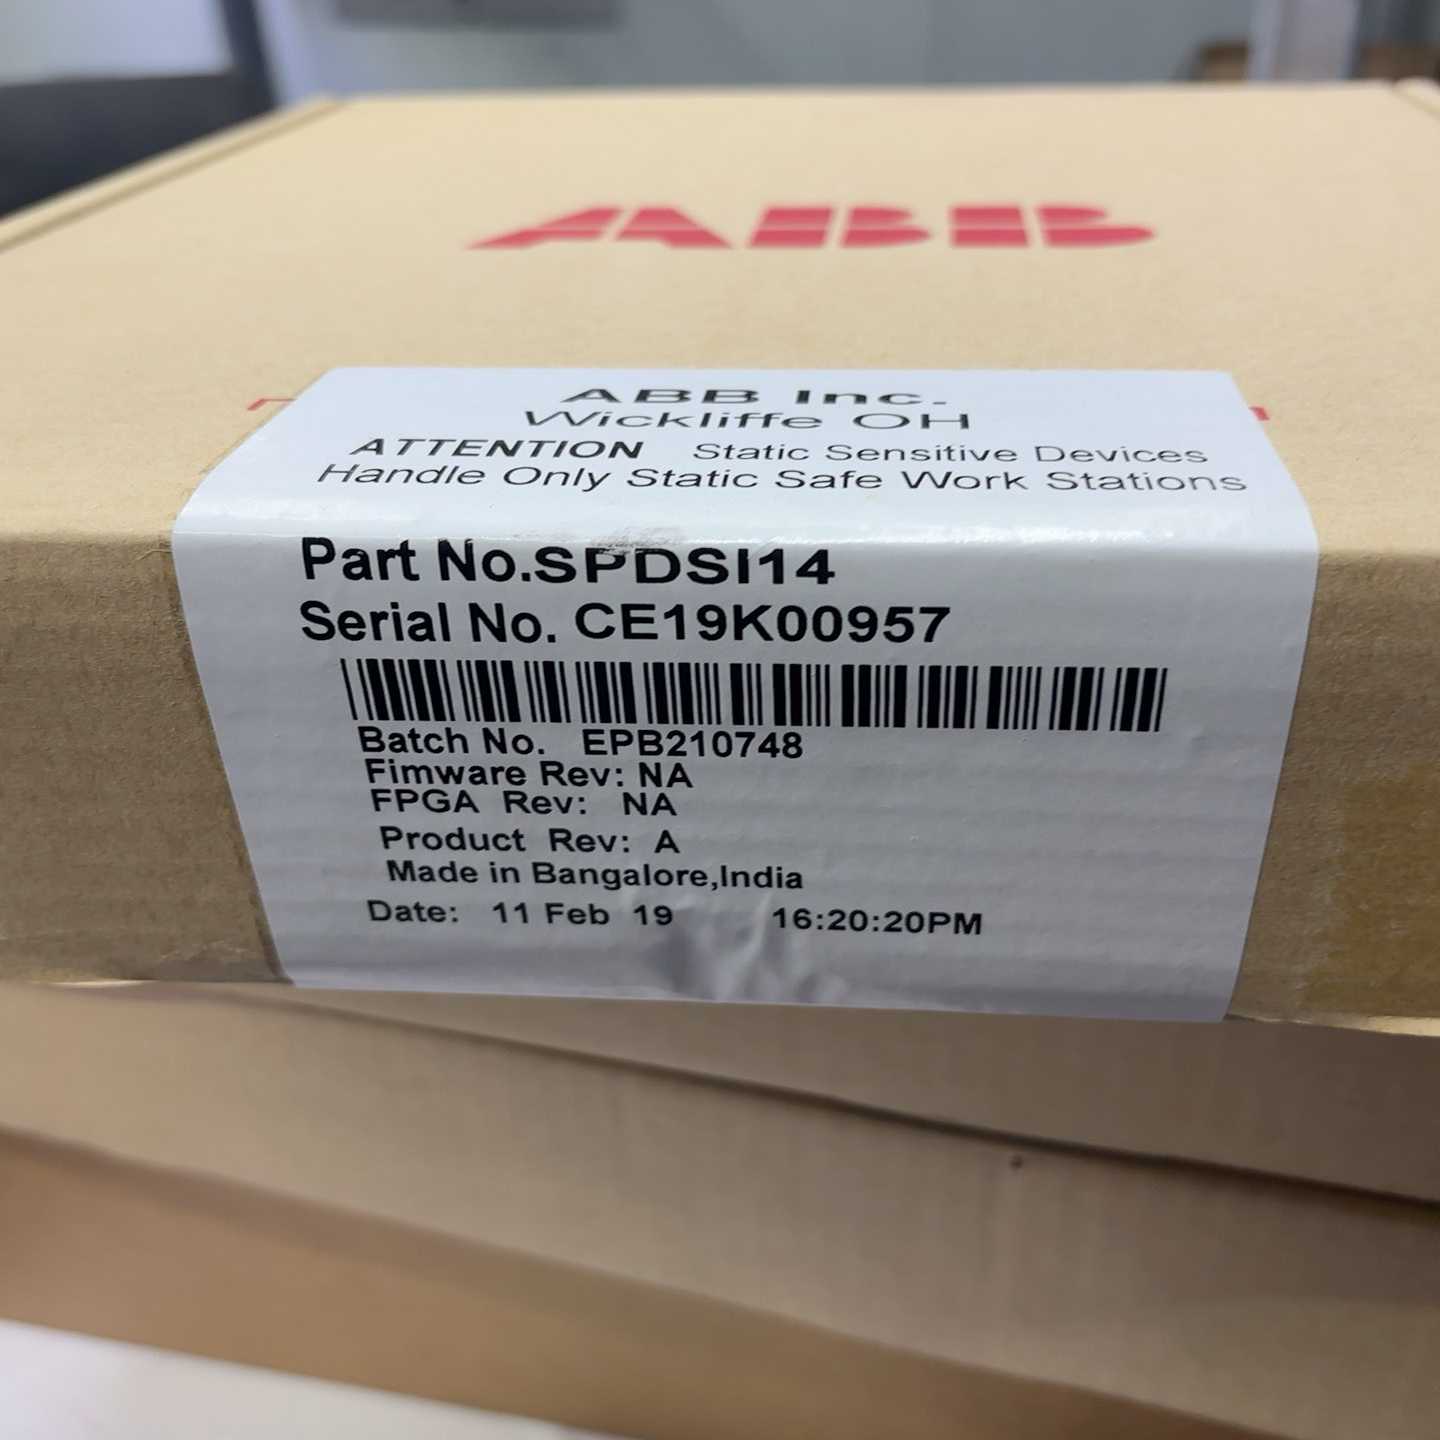 ABB
ABB Inc.
Wickliffe OH
ATTENTION Static Sensitive Devices
Handle Only Static Safe Work Stations
Part No.SPDSI14
Serial No. CE19K00957
Batch No. EPB210748
Fimware Rev: NA
FPGA Rev: NA
Product Rev: A
Made in Bangalore,India
Date: 11 Feb 19 16:20:20PM